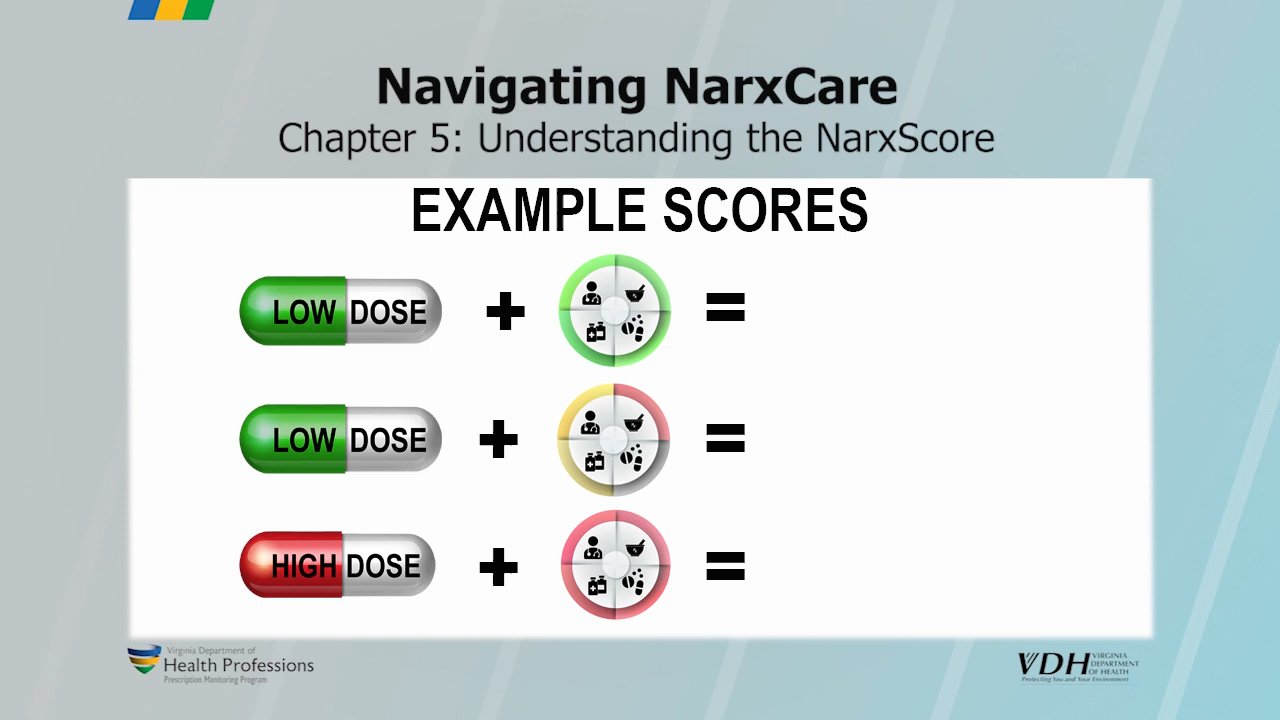 Navigating NarxCare
Chapter 5: Understanding the NarxScore
EXAMPLE SCORES
LOW DOSE + =
LOW DOSE + =
HIGH DOSE + =
Virginia Department of
Health Professions
Prescription Monitoring Program
VDH VIRGINIA
DEPARTMENT
OF HEALTH
Protecting You and Your Environment